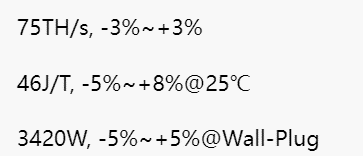 75TH/s, -3%~+3%
46J/T, -5%~+8%@25℃
3420W, -5%~+5%@Wall-Plug